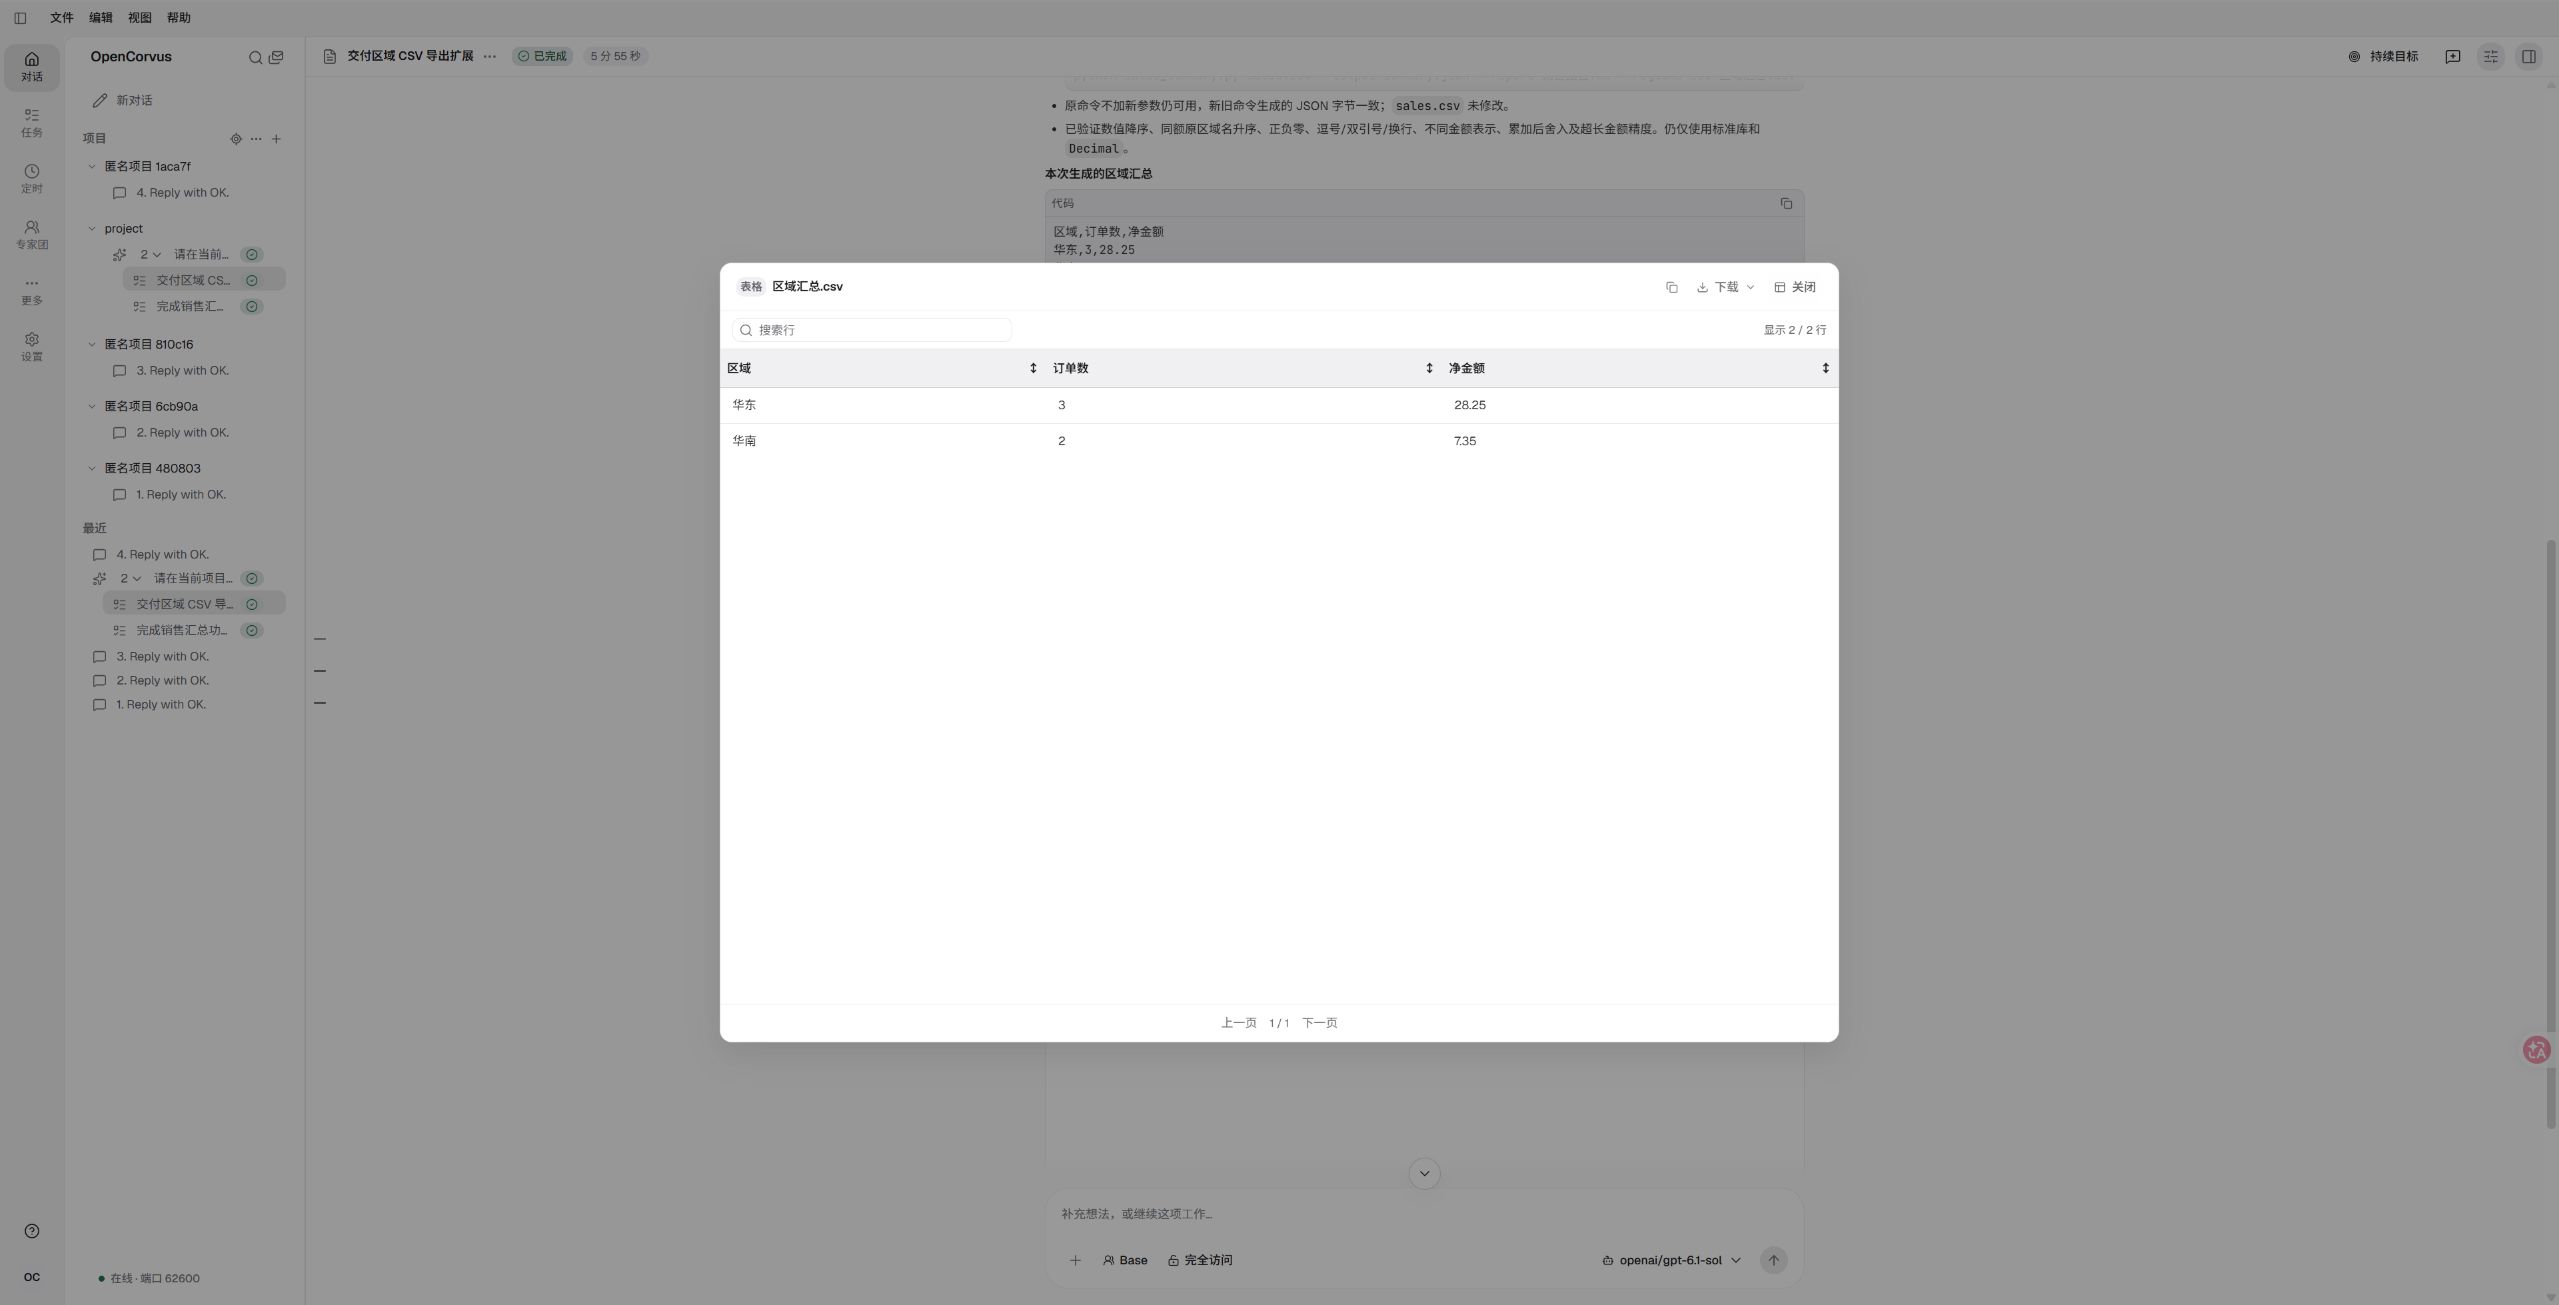 文件 编辑 视图 帮助
对话
任务
定时
专家团
更多
设置
OC
OpenCorvus
新对话
项目
匿名项目 1aca7f
4. Reply with OK.
project
2 请在当前...
交付区域 CS...
完成销售汇...
匿名项目 810c16
3. Reply with OK.
匿名项目 6cb90a
2. Reply with OK.
匿名项目 480803
1. Reply with OK.
最近
4. Reply with OK.
2 请在当前项目...
交付区域 CSV 导...
完成销售汇总功...
3. Reply with OK.
2. Reply with OK.
1. Reply with OK.
在线 · 端口 62600
交付区域 CSV 导出扩展 ... 已完成 5 分 55 秒
持续目标
原命令不加新参数仍可用，新旧命令生成的 JSON 字节一致；sales.csv 未修改。
已验证数值降序、同额原区域名升序、正负零、逗号/双引号/换行、不同金额表示、累加后舍入及超长金额精度。仍仅使用标准库和
Decimal。
本次生成的区域汇总
代码
区域,订单数,净金额
华东,3,28.25
表格 区域汇总.csv
下载 关闭
搜索行
显示 2 / 2 行
区域 订单数 净金额
华东 3 28.25
华南 2 7.35
上一页 1 / 1 下一页
补充想法，或继续这项工作...
Base 完全访问
openai/gpt-6.1-sol